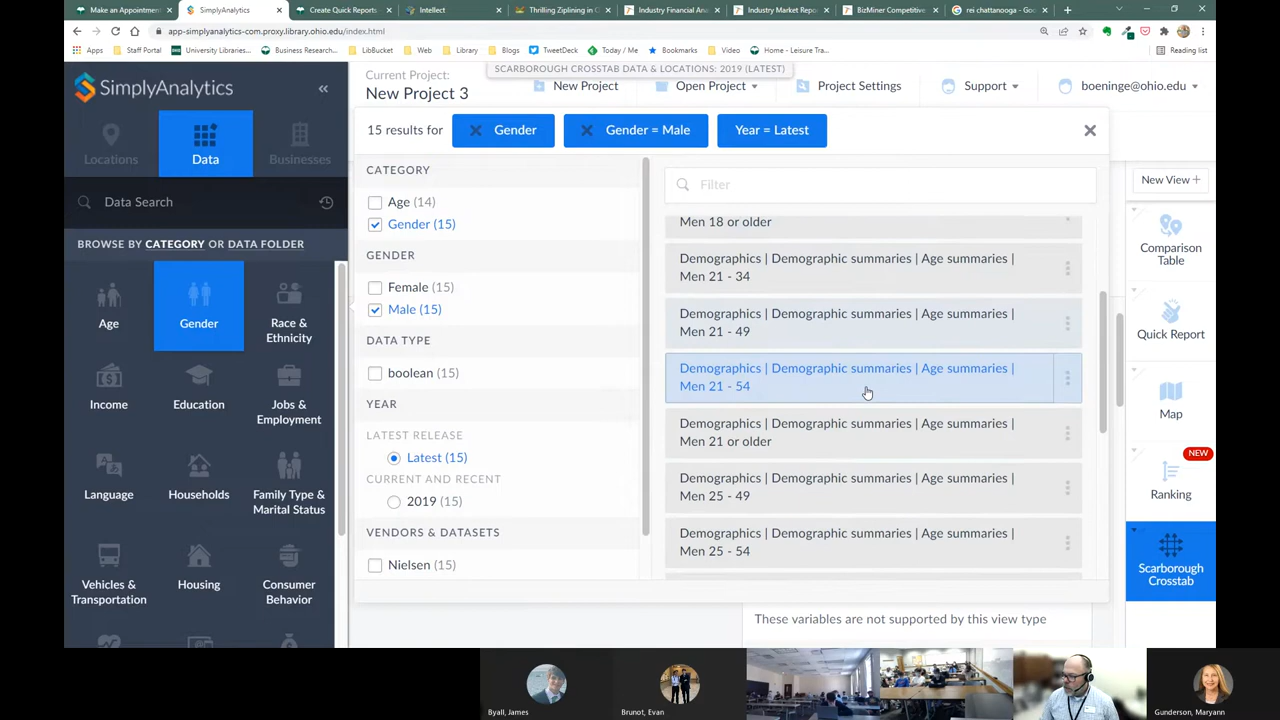 Make an Appointment
SimplyAnalytics
Create Quick Reports
Intellect
Thrilling Ziplining in C
Industry Financial Ana
Industry Market Repor
BizMiner Competitive
rei chattanooga - Goo
app-simplyanalytics-com.proxy.library.ohio.edu/index.html
Apps
Staff Portal
University Libraries...
Business Research...
LibBucket
Web
Library
Blogs
TweetDeck
Today / Me
Bookmarks
Video
Home - Leisure Tra...
Reading list
SCARBOROUGH CROSSTAB DATA & LOCATIONS: 2019 (LATEST)
SimplyAnalytics
«
Current Project:
New Project 3
New Project
Open Project
Project Settings
Support
boeninge@ohio.edu
Locations
Data
Businesses
Data Search
BROWSE BY CATEGORY OR DATA FOLDER
Age
Gender
Race &
Ethnicity
Income
Education
Jobs &
Employment
Language
Households
Family Type &
Marital Status
Vehicles &
Transportation
Housing
Consumer
Behavior
15 results for
Gender
Gender = Male
Year = Latest
CATEGORY
Age (14)
Gender (15)
GENDER
Female (15)
Male (15)
DATA TYPE
boolean (15)
YEAR
LATEST RELEASE
Latest (15)
CURRENT AND RECENT
2019 (15)
VENDORS & DATASETS
Nielsen (15)
Filter
Men 18 or older
Demographics | Demographic summaries | Age summaries |
Men 21 - 34
Demographics | Demographic summaries | Age summaries |
Men 21 - 49
Demographics | Demographic summaries | Age summaries |
Men 21 - 54
Demographics | Demographic summaries | Age summaries |
Men 21 or older
Demographics | Demographic summaries | Age summaries |
Men 25 - 49
Demographics | Demographic summaries | Age summaries |
Men 25 - 54
These variables are not supported by this view type
New View +
Comparison
Table
Quick Report
Map
NEW
Ranking
Scarborough
Crosstab
Byall, James
Brunot, Evan
Gunderson, Maryann